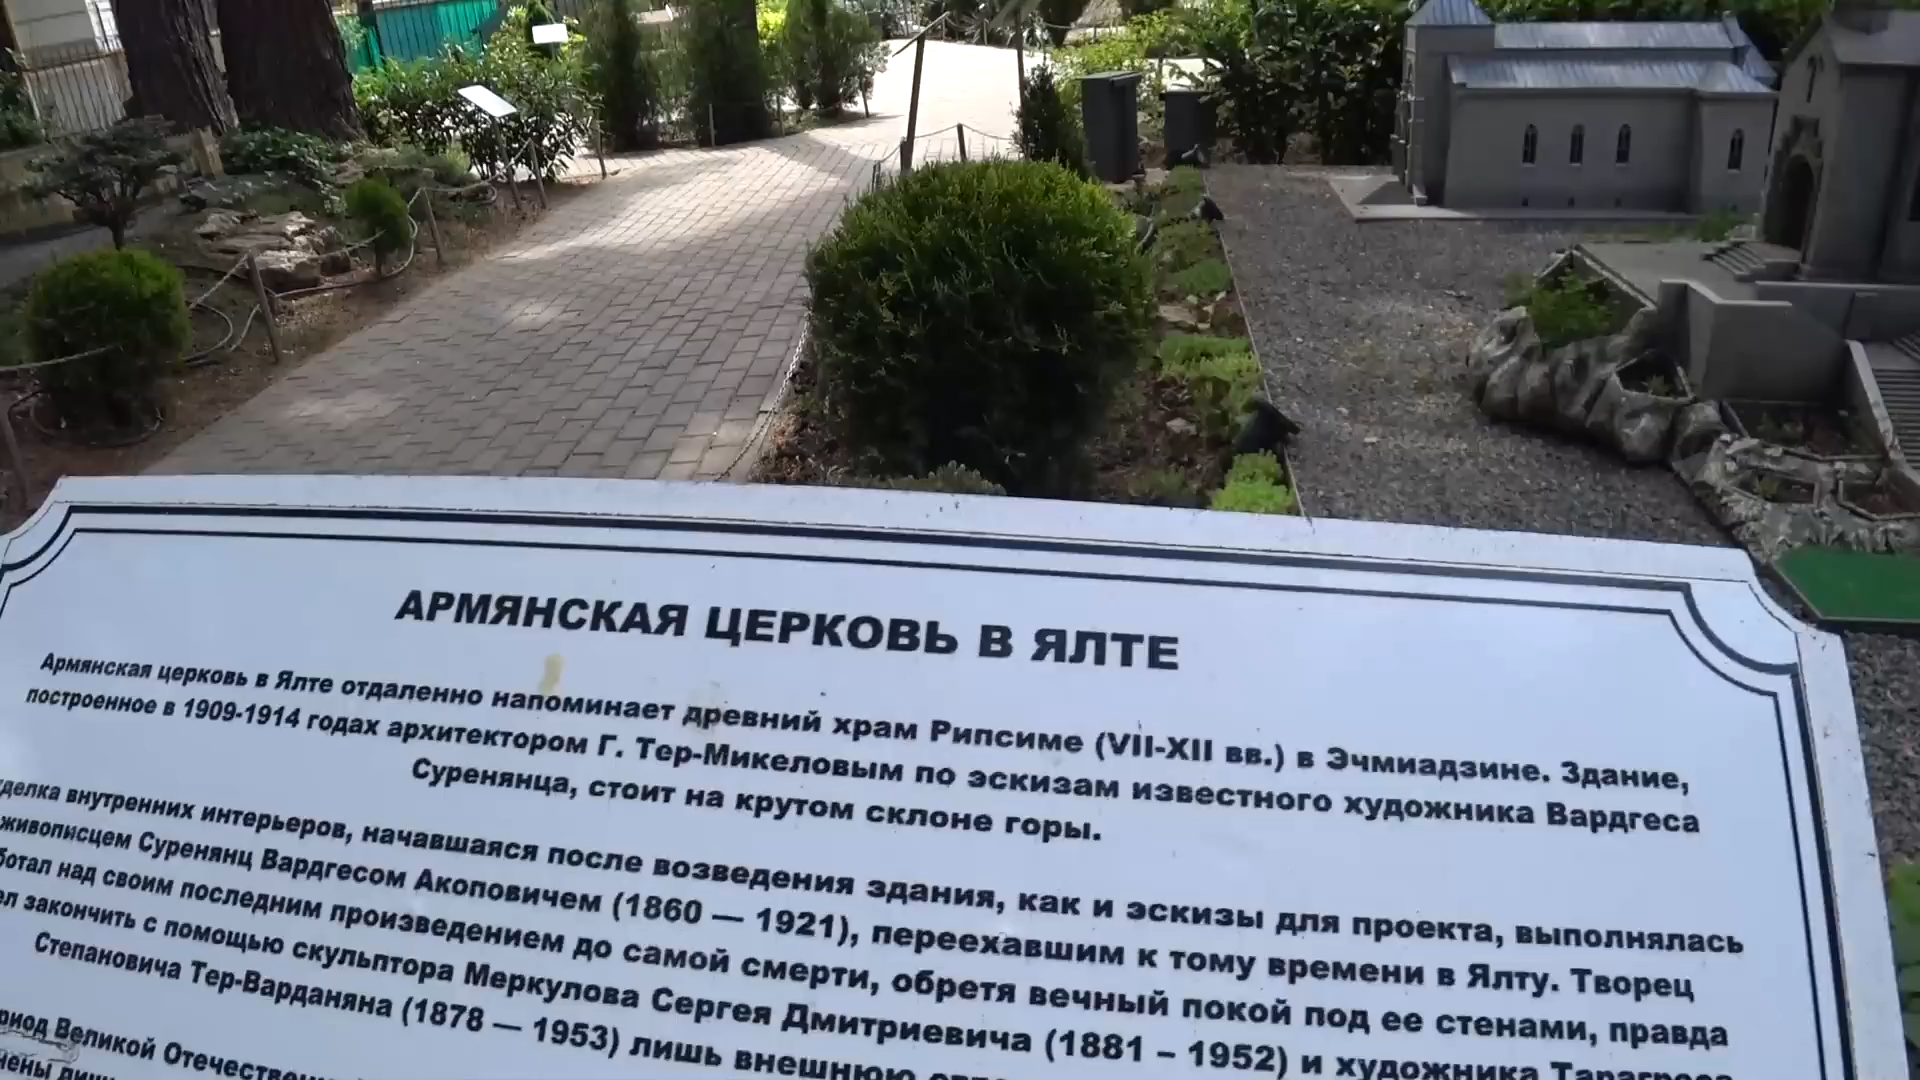 АРМЯНСКАЯ ЦЕРКОВЬ В ЯЛТЕ
Армянская церковь в Ялте отдаленно напоминает древний храм Рипсиме (VII-XII вв.) в Эчмиадзине. Здание,
построенное в 1909-1914 годах архитектором Г. Тер-Микеловым по эскизам известного художника Вардгеса
Суренянца, стоит на крутом склоне горы.
внутренних интерьеров, начавшаяся после возведения здания, как и эскизы для проекта, выполнялась
живописцем Суренянц Вардгесом Акоповичем (1860 — 1921), переехавшим к тому времени в Ялту. Творец
над своим последним произведением до самой смерти, обретя вечный покой под ее стенами, правда
закончить с помощью скульптора Меркулова Сергея Дмитриевича (1881 – 1952) и художника
Степановича Тер-Варданяна (1878 — 1953) лишь внешнюю
Великой